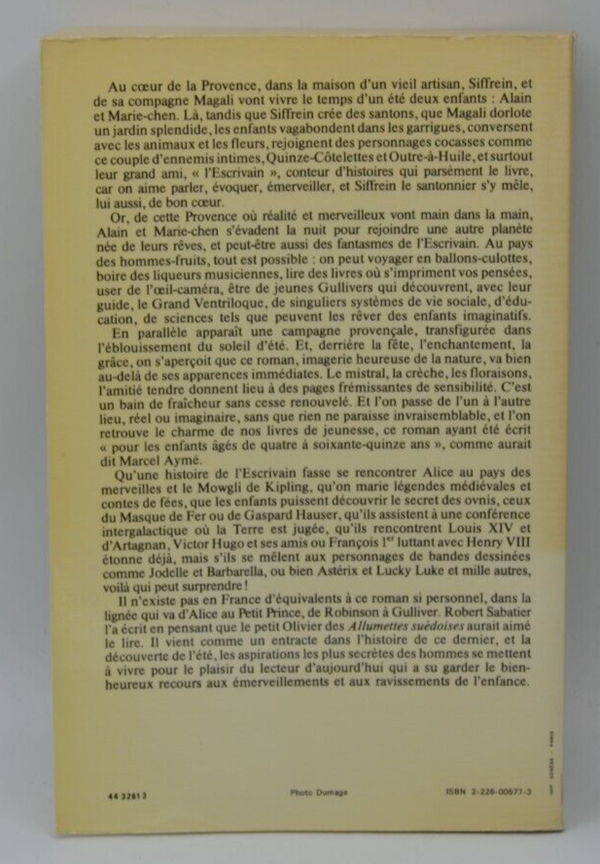 Au cœur de la Provence, dans la maison d'un vieil artisan, Siffrein, et
de sa compagne Magali vont vivre le temps d'un été deux enfants : Alain
et Marie-chen. Là, tandis que Siffrein crée des santons, que Magali dorlote
un jardin splendide, les enfants vagabondent dans les garrigues, conversent
avec les animaux et les fleurs, rejoignent des personnages cocasses comme
ce couple d'ennemis intimes, Quinze-Côtelettes et Outre-à-Huile, et surtout
leur grand ami, « l'Escrivain », conteur d'histoires qui parsèment le livre,
car on aime parler, évoquer, émerveiller, et Siffrein le santonnier s'y mêle,
lui aussi, de bon cœur.
Or, de cette Provence où réalité et merveilleux vont main dans la main,
Alain et Marie-chen s'évadent la nuit pour rejoindre une autre planète
née de leurs rêves, et peut-être aussi des fantasmes de l'Escrivain. Au pays
des hommes-fruits, tout est possible : on peut voyager en ballons-culottes,
boire des liqueurs musiciennes, lire des livres où s'impriment vos pensées,
user de l'œil-caméra, être de jeunes Gullivers qui découvrent, avec leur
guide, le Grand Ventriloque, de singuliers systèmes de vie sociale, d'édu-
cation, de sciences tels que peuvent les rêver des enfants imaginatifs.
En parallèle apparaît une campagne provençale, transfigurée dans
l'éblouissement du soleil d'été. Et, derrière la fête, l'enchantement, la
grâce, on s'aperçoit que ce roman, imagerie heureuse de la nature, va bien
au-delà de ses apparences immédiates. Le mistral, la crèche, les floraisons,
l'amitié tendre donnent lieu à des pages frémissantes de sensibilité. C'est
un bain de fraîcheur sans cesse renouvelé. Et l'on passe de l'un à l'autre
lieu, réel ou imaginaire, sans que rien ne paraisse invraisemblable, et l'on
retrouve le charme de nos livres de jeunesse, ce roman ayant été écrit
« pour les enfants âgés de quatre à soixante-quinze ans », comme aurait
dit Marcel Aymé.
Qu'une histoire de l'Escrivain fasse se rencontrer Alice au pays des
merveilles et le Mowgli de Kipling, qu'on marie légendes médiévales et
contes de fées, que les enfants puissent découvrir le secret des ovnis, ceux
du Masque de Fer ou de Gaspard Hauser, qu'ils assistent à une conférence
intergalactique où la Terre est jugée, qu'ils rencontrent Louis XIV et
d'Artagnan, Victor Hugo et ses amis ou François 1er luttant avec Henry VIII
étonne déjà, mais s'ils se mêlent aux personnages de bandes dessinées
comme Jodelle et Barbarella, ou bien Astérix et Lucky Luke et mille autres,
voilà qui peut surprendre !
Il n'existe pas en France d'équivalents à ce roman si personnel, dans la
lignée qui va d'Alice au Petit Prince, de Robinson à Gulliver. Robert Sabatier
l'a écrit en pensant que le petit Olivier des Allumettes suédoises aurait aimé
le lire. Il vient comme un entracte dans l'histoire de ce dernier, et la
découverte de l'été, les aspirations les plus secrètes des hommes se mettent
à vivre pour le plaisir du lecteur d'aujourd'hui qui a su garder le bien-
heureux recours aux émerveillements et aux ravissements de l'enfance.
44 3261 3
Photo Dumage
ISBN 2-226-00577-3
IMP. GENÈSE - PARIS